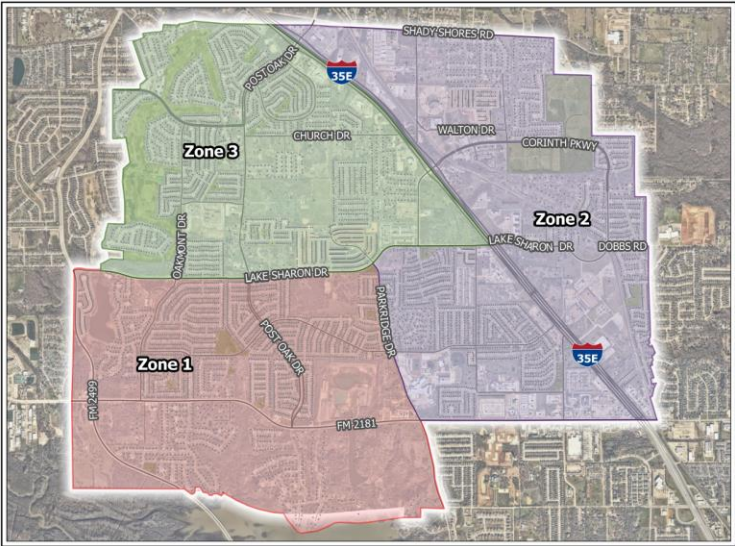 SHADY SHORES RD
POST OAK DR
35E
CHURCH DR
WALTON DR
CORINTH PKWY
Zone 3
Zone 2
OAKMONT DR
LAKE SHARON DR
DOBBS RD
LAKE SHARON DR
PARKRIDGE DR
POST OAK DR
35E
Zone 1
FM 2499
FM 2181